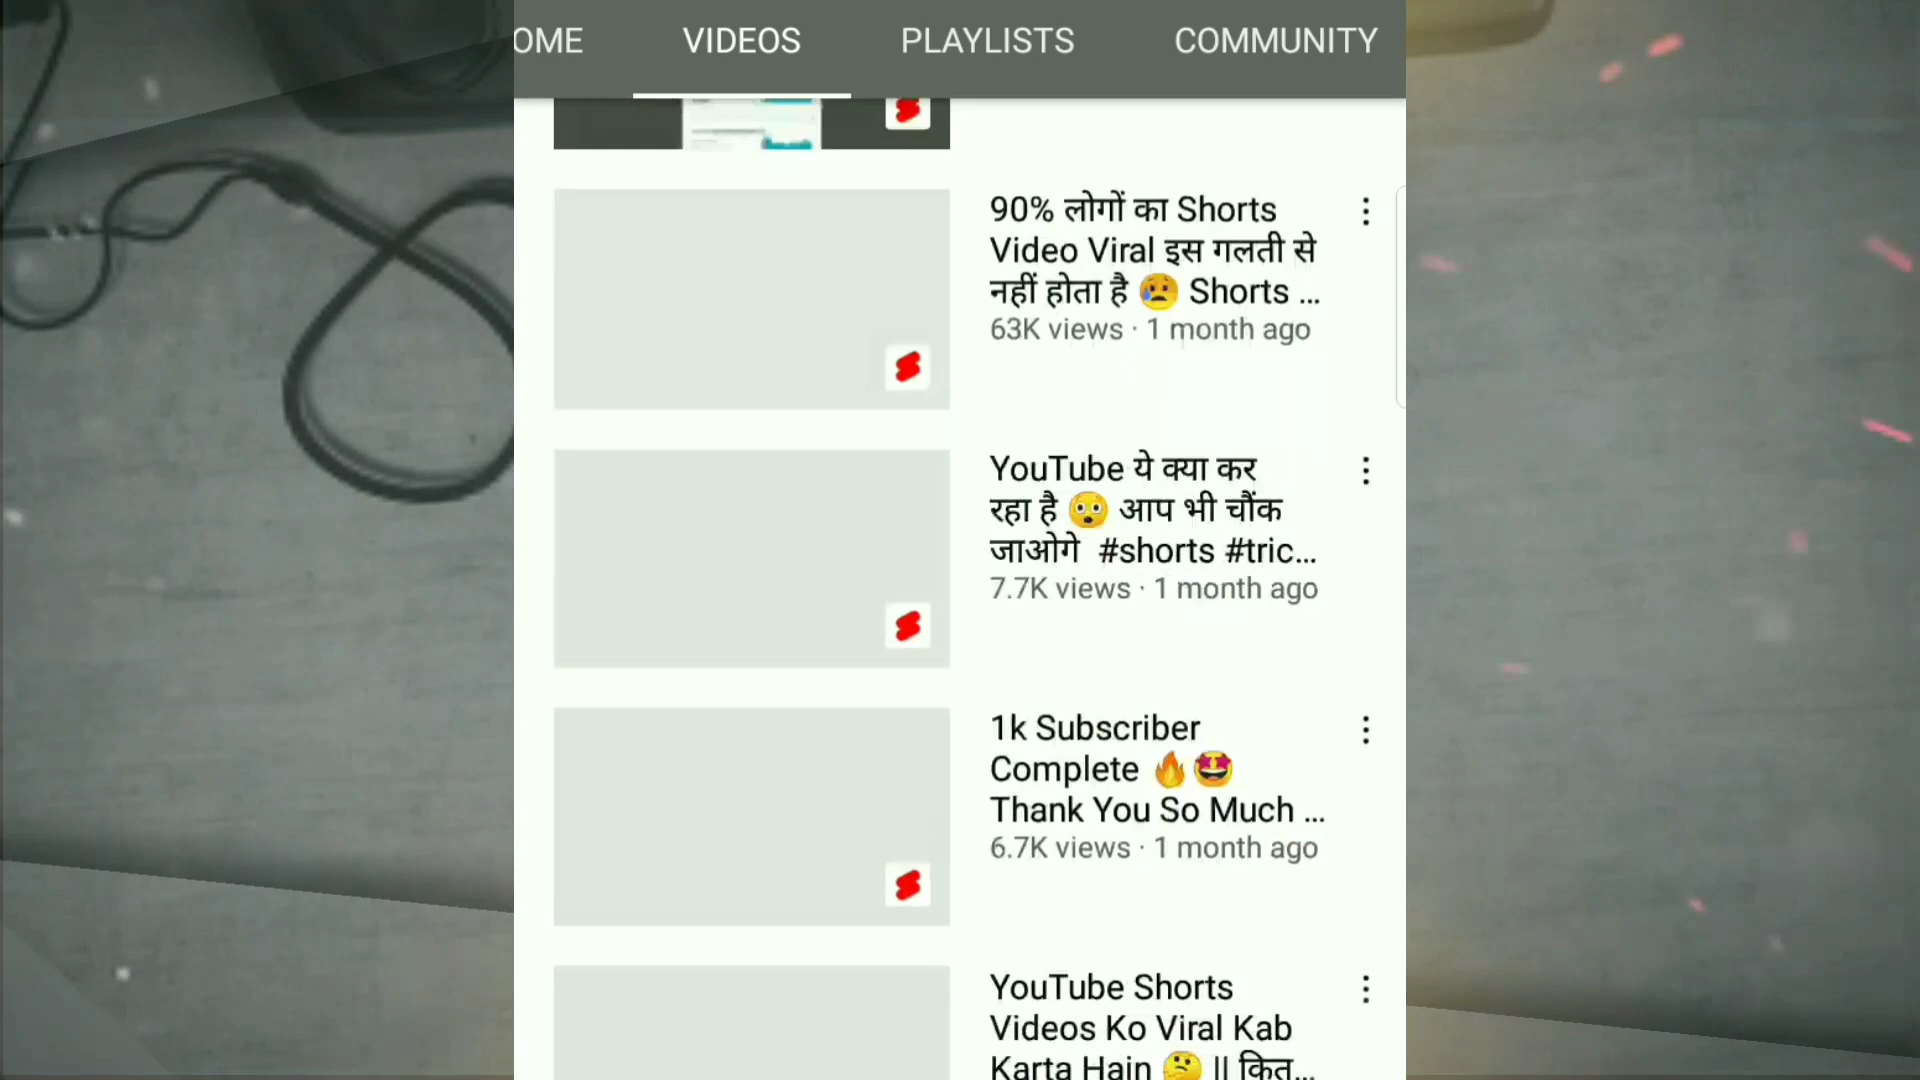 OME VIDEOS PLAYLISTS COMMUNITY
90% लोगों का Shorts
Video Viral इस गलती से
नहीं होता है 😥 Shorts ...
63K views · 1 month ago
YouTube ये क्या कर
रहा है 😳 आप भी चौंक
जाओगे #shorts #tric...
7.7K views · 1 month ago
1k Subscriber
Complete 🔥🤩
Thank You So Much ...
6.7K views · 1 month ago
YouTube Shorts
Videos Ko Viral Kab
Karta Hain 🤔 || कित...